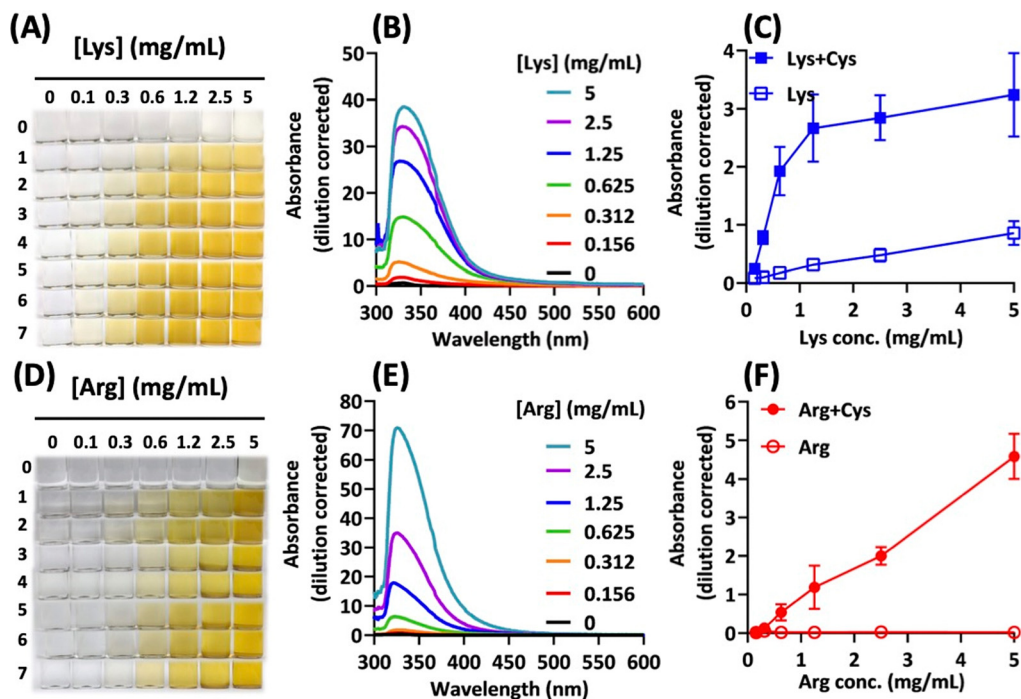 (A)
[Lys] (mg/mL)
0 0.1 0.3 0.6 1.2 2.5 5
0
1
2
3
4
5
6
7
(B)
Absorbance
(dilution corrected)
50
40
30
20
10
0
300 350 400 450 500 550 600
Wavelength (nm)
[Lys] (mg/mL)
5
2.5
1.25
0.625
0.312
0.156
0
(C)
Absorbance
(dilution corrected)
4
3
2
1
0
0 1 2 3 4 5
Lys conc. (mg/mL)
Lys+Cys
Lys
(D)
[Arg] (mg/mL)
0 0.1 0.3 0.6 1.2 2.5 5
0
1
2
3
4
5
6
7
(E)
Absorbance
(dilution corrected)
80
70
60
50
40
30
20
10
0
300 350 400 450 500 550 600
Wavelength (nm)
[Arg] (mg/mL)
5
2.5
1.25
0.625
0.312
0.156
0
(F)
Absorbance
(dilution corrected)
6
5
4
3
2
1
0
0 1 2 3 4 5
Arg conc. (mg/mL)
Arg+Cys
Arg